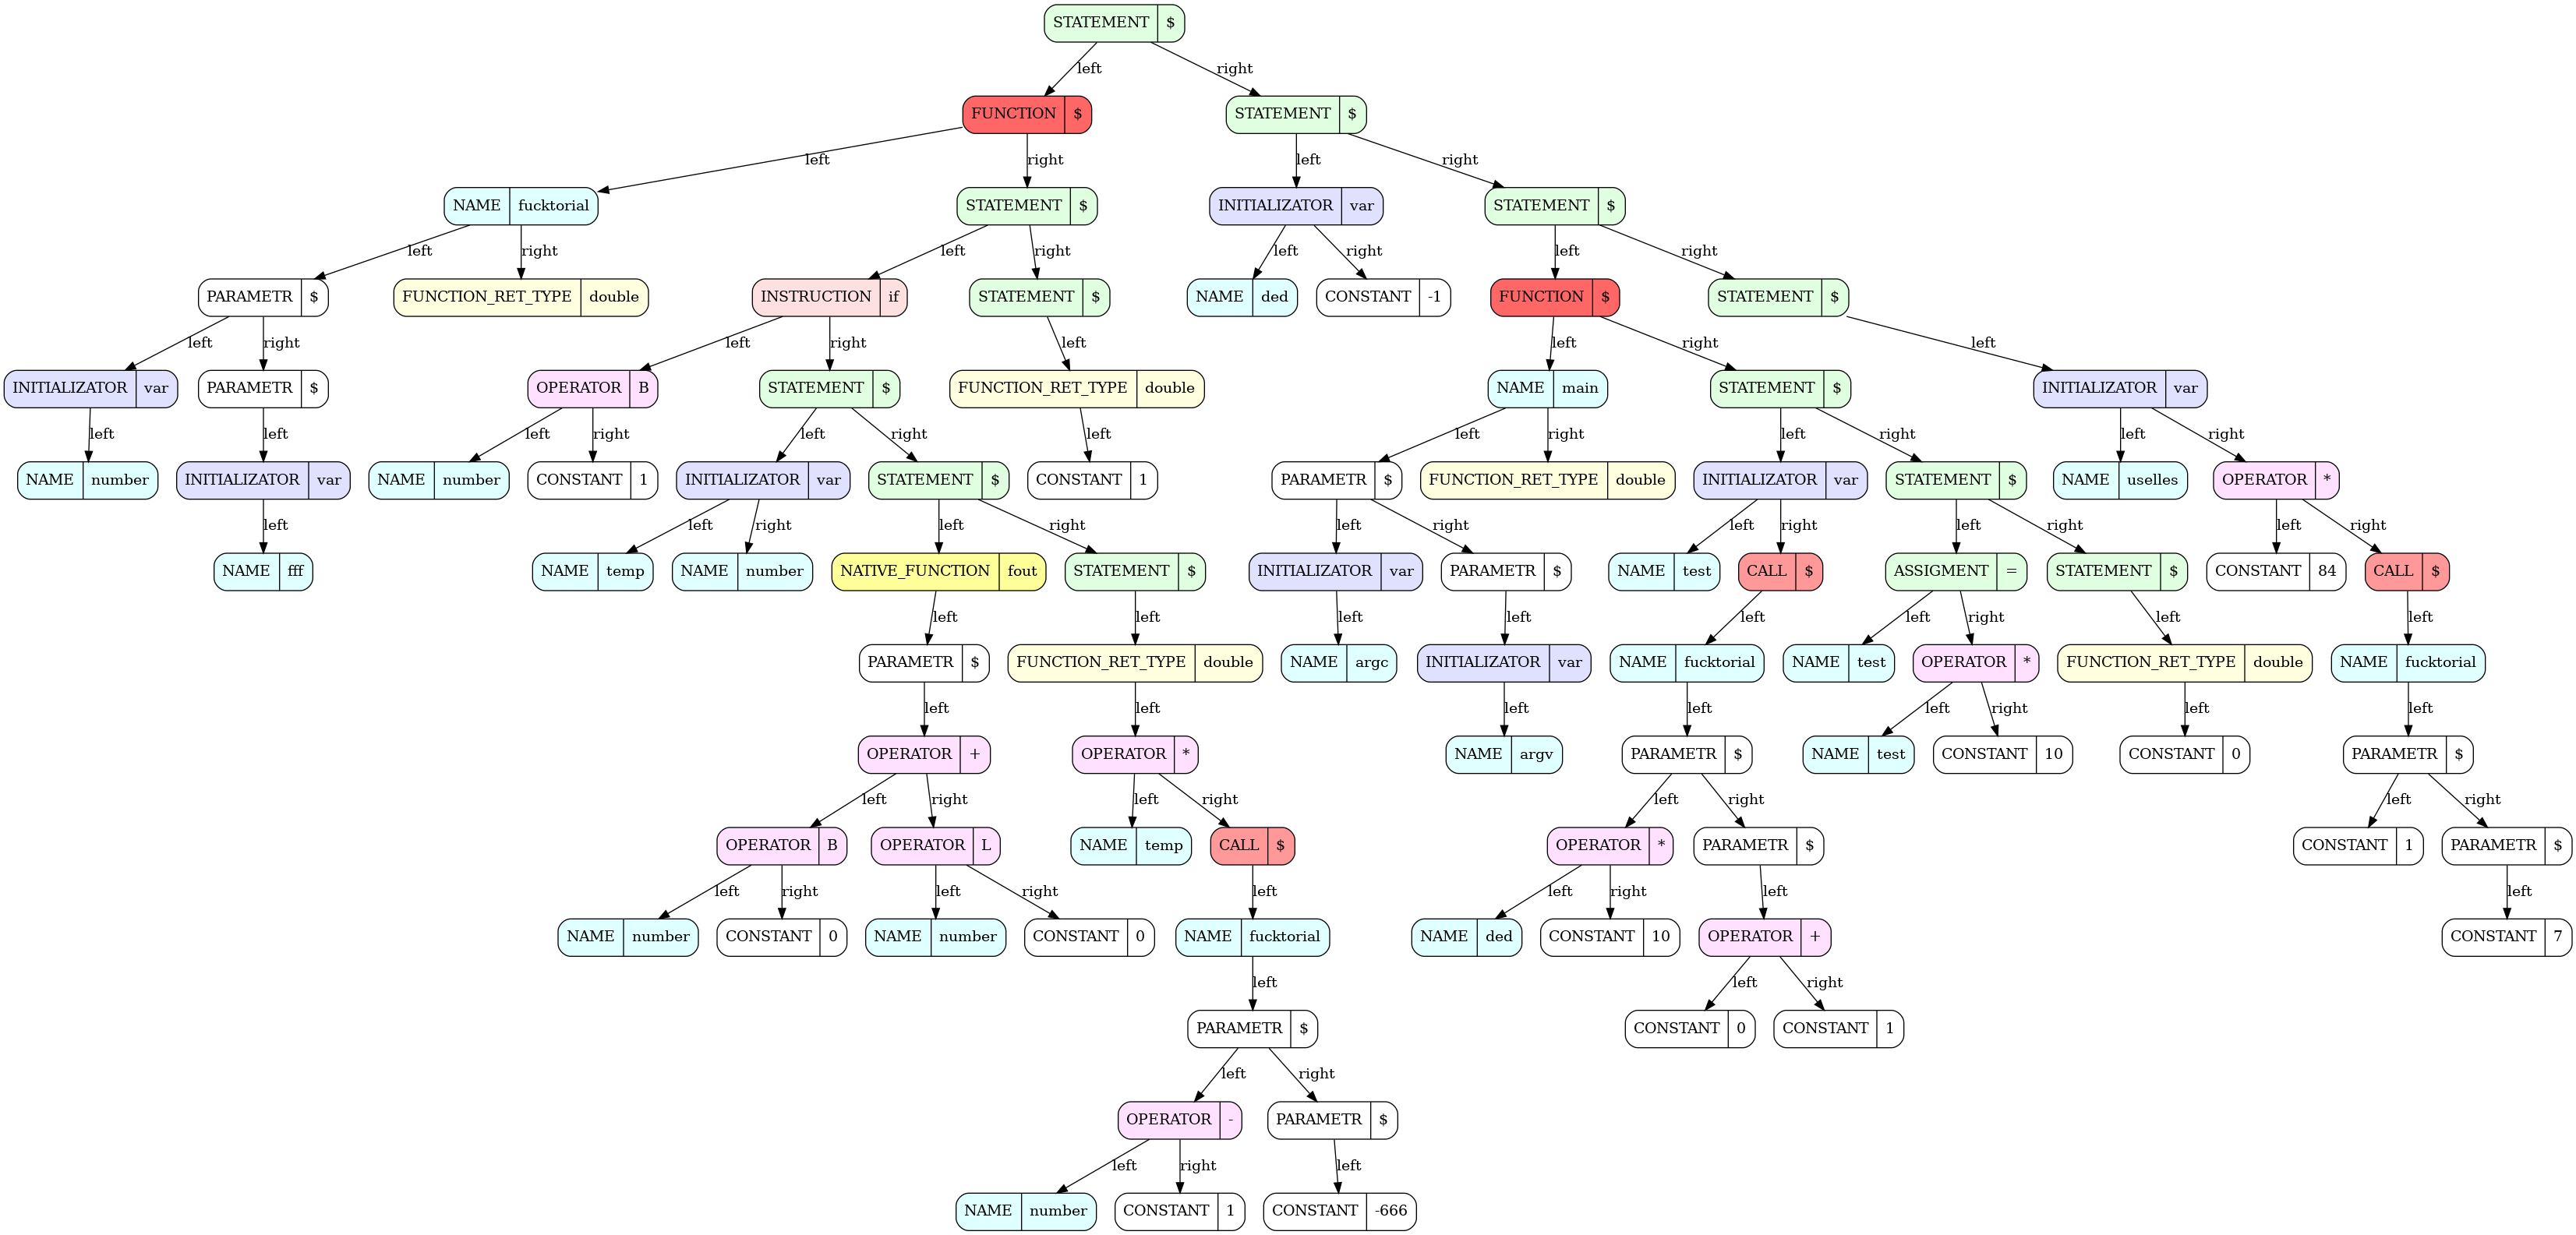 STATEMENT $
left right
FUNCTION $ STATEMENT $
left right left right
NAME fucktorial STATEMENT $ INITIALIZATOR var STATEMENT $
left right left right left right left right
PARAMETR $ FUNCTION_RET_TYPE double INSTRUCTION if STATEMENT $ NAME ded CONSTANT -1 FUNCTION $ STATEMENT $
left right left right left left right left
INITIALIZATOR var PARAMETR $ OPERATOR B STATEMENT $ FUNCTION_RET_TYPE double NAME main STATEMENT $ INITIALIZATOR var
left left left right left right left left right left right left right
NAME number INITIALIZATOR var NAME number CONSTANT 1 INITIALIZATOR var STATEMENT $ CONSTANT 1 PARAMETR $ FUNCTION_RET_TYPE double INITIALIZATOR var STATEMENT $ NAME uselles OPERATOR *
left left right left right left right left right left right left right
NAME fff NAME temp NAME number NATIVE_FUNCTION fout STATEMENT $ INITIALIZATOR var PARAMETR $ NAME test CALL $ ASSIGMENT = STATEMENT $ CONSTANT 84 CALL $
left left left left left left right left left
PARAMETR $ FUNCTION_RET_TYPE double NAME argc INITIALIZATOR var NAME fucktorial NAME test OPERATOR * FUNCTION_RET_TYPE double NAME fucktorial
left left left left left right left left
OPERATOR + OPERATOR * NAME argv PARAMETR $ NAME test CONSTANT 10 CONSTANT 0 PARAMETR $
left right left right left right left right
OPERATOR B OPERATOR L NAME temp CALL $ OPERATOR * PARAMETR $ CONSTANT 1 PARAMETR $
left right left right left left right left left
NAME number CONSTANT 0 NAME number CONSTANT 0 NAME fucktorial NAME ded CONSTANT 10 OPERATOR + CONSTANT 7
left left right
PARAMETR $ CONSTANT 0 CONSTANT 1
left right
OPERATOR - PARAMETR $
left right left
NAME number CONSTANT 1 CONSTANT -666